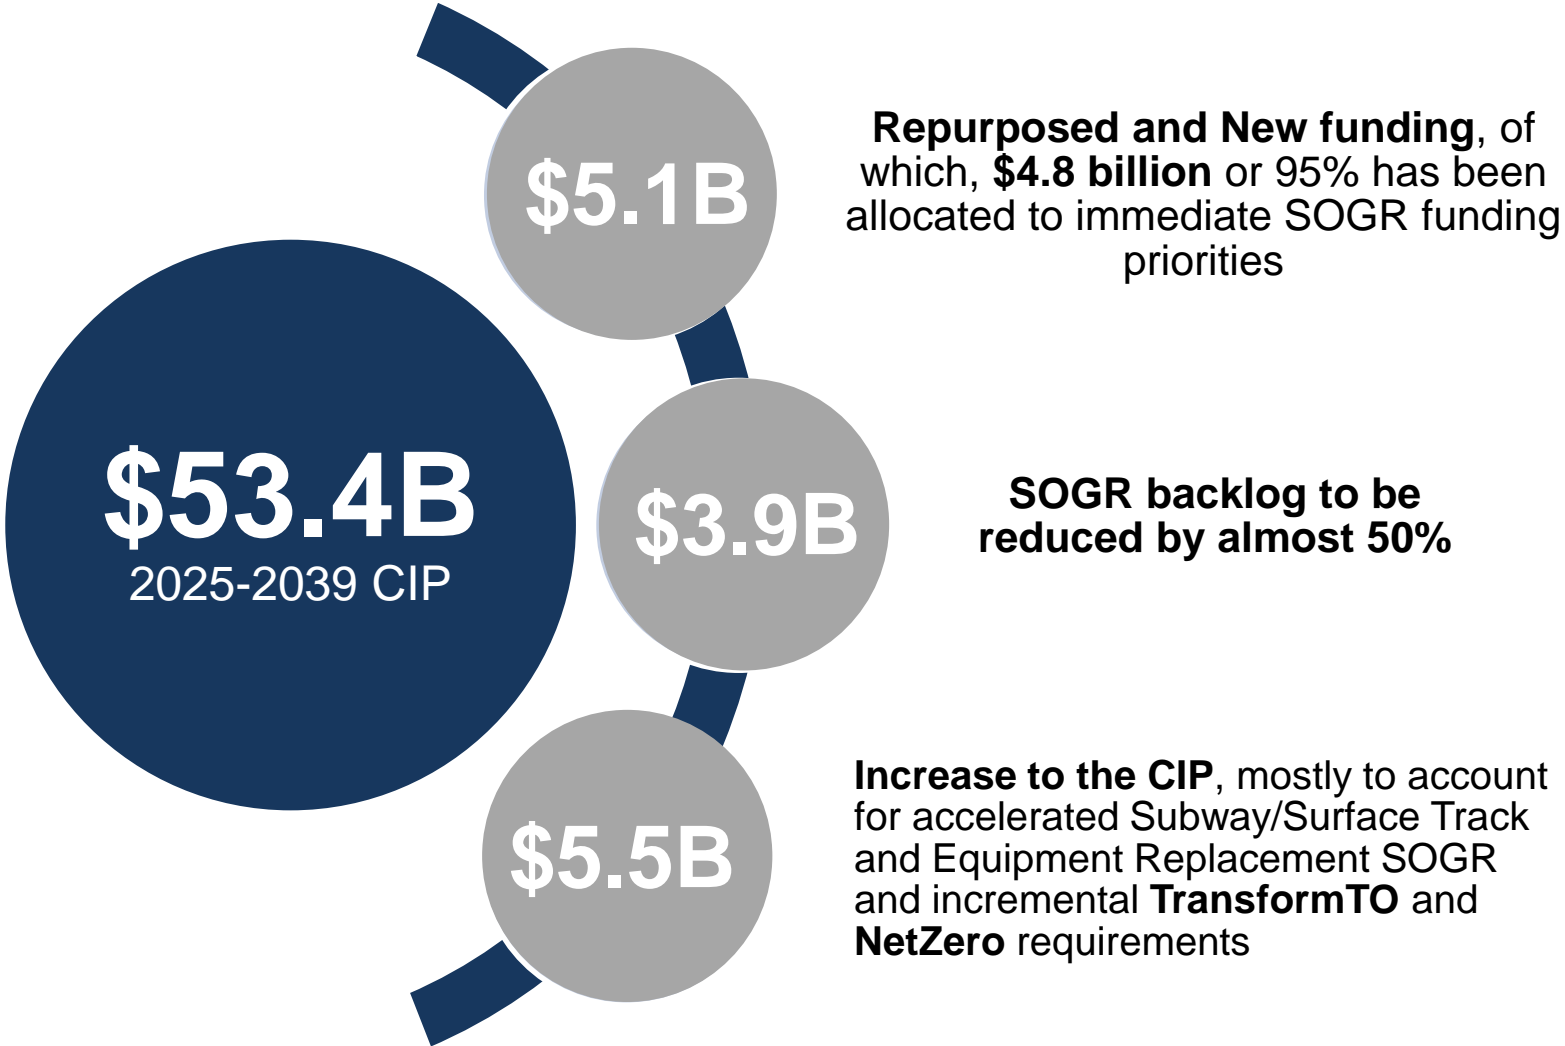 $53.4B
2025-2039 CIP
$5.1B
Repurposed and New funding, of
which, $4.8 billion or 95% has been
allocated to immediate SOGR funding
priorities
$3.9B
SOGR backlog to be
reduced by almost 50%
$5.5B
Increase to the CIP, mostly to account
for accelerated Subway/Surface Track
and Equipment Replacement SOGR
and incremental TransformTO and
NetZero requirements